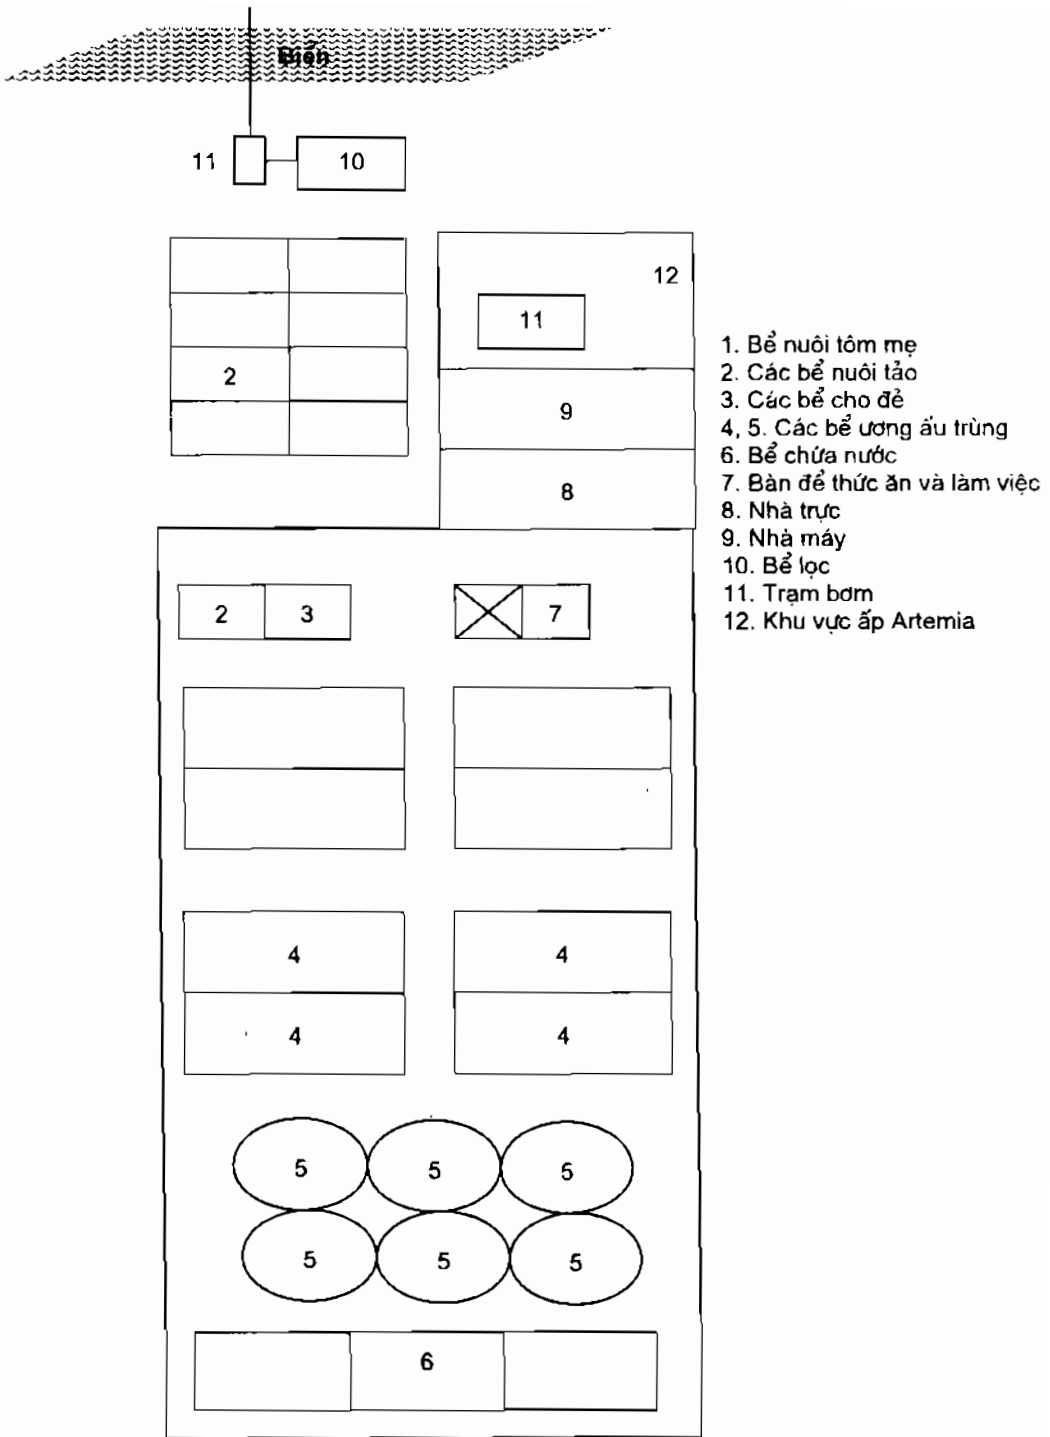 Biển
11
10
12
11
2
9
8
1. Bể nuôi tôm mẹ
2. Các bể nuôi tảo
3. Các bể cho đẻ
4, 5. Các bể ương ấu trùng
6. Bể chứa nước
7. Bàn để thức ăn và làm việc
8. Nhà trực
9. Nhà máy
10. Bể lọc
11. Trạm bơm
12. Khu vực ấp Artemia
2 3
7
4 4
4 4
5 5 5
5 5 5
6